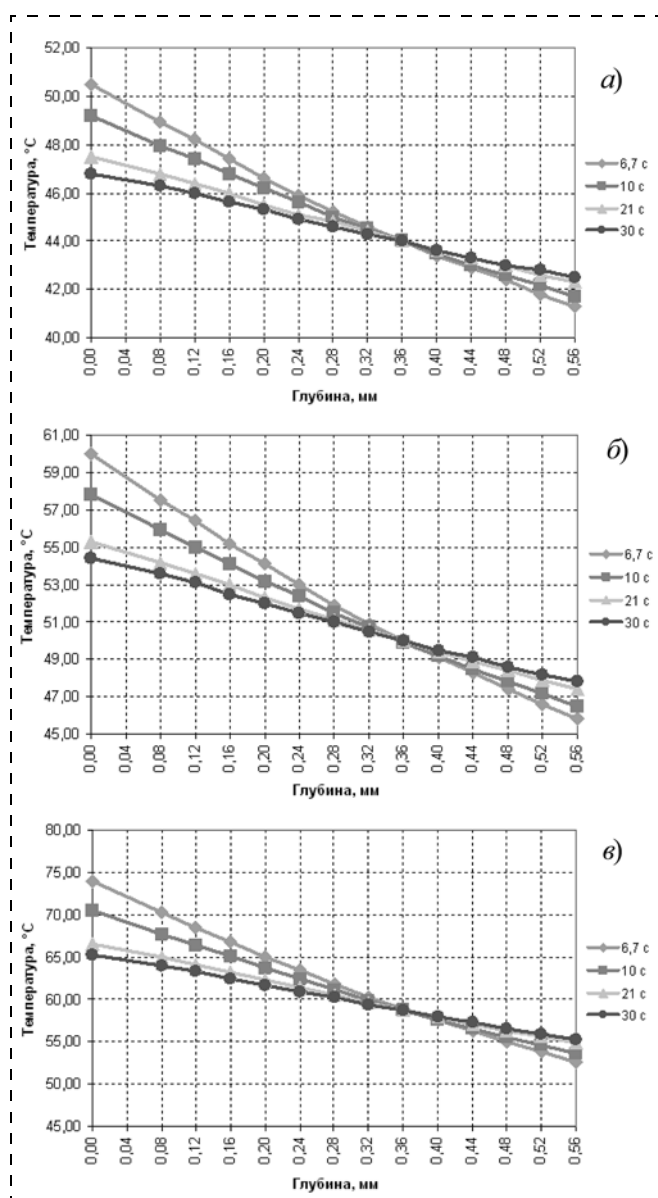 52,00
50,00
48,00
46,00
44,00
42,00
40,00
Температура, °C
0,00 0,04 0,08 0,12 0,16 0,20 0,24 0,28 0,32 0,36 0,40 0,44 0,48 0,52 0,56
Глубина, мм
а)
6,7 с
10 с
21 с
30 с
61,00
59,00
57,00
55,00
53,00
51,00
49,00
47,00
45,00
Температура, °C
0,00 0,04 0,08 0,12 0,16 0,20 0,24 0,28 0,32 0,36 0,40 0,44 0,48 0,52 0,56
Глубина, мм
б)
6,7 с
10 с
21 с
30 с
80,00
75,00
70,00
65,00
60,00
55,00
50,00
45,00
Температура, °C
0,00 0,04 0,08 0,12 0,16 0,20 0,24 0,28 0,32 0,36 0,40 0,44 0,48 0,52 0,56
Глубина, мм
в)
6,7 с
10 с
21 с
30 с